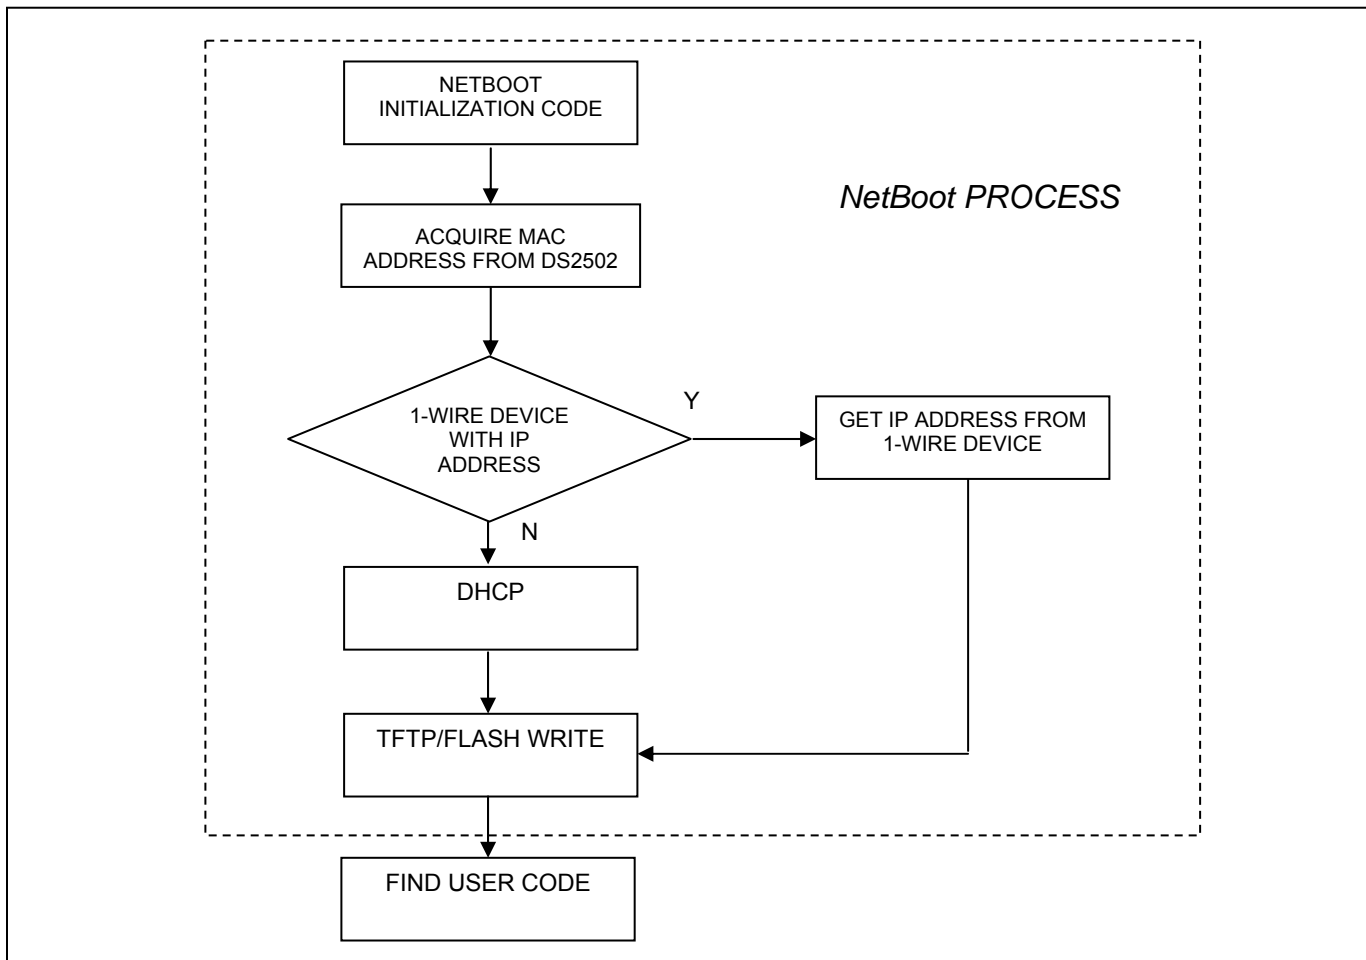 NETBOOT
INITIALIZATION CODE
NetBoot PROCESS
ACQUIRE MAC
ADDRESS FROM DS2502
1-WIRE DEVICE
WITH IP
ADDRESS
Y
GET IP ADDRESS FROM
1-WIRE DEVICE
N
DHCP
TFTP/FLASH WRITE
FIND USER CODE